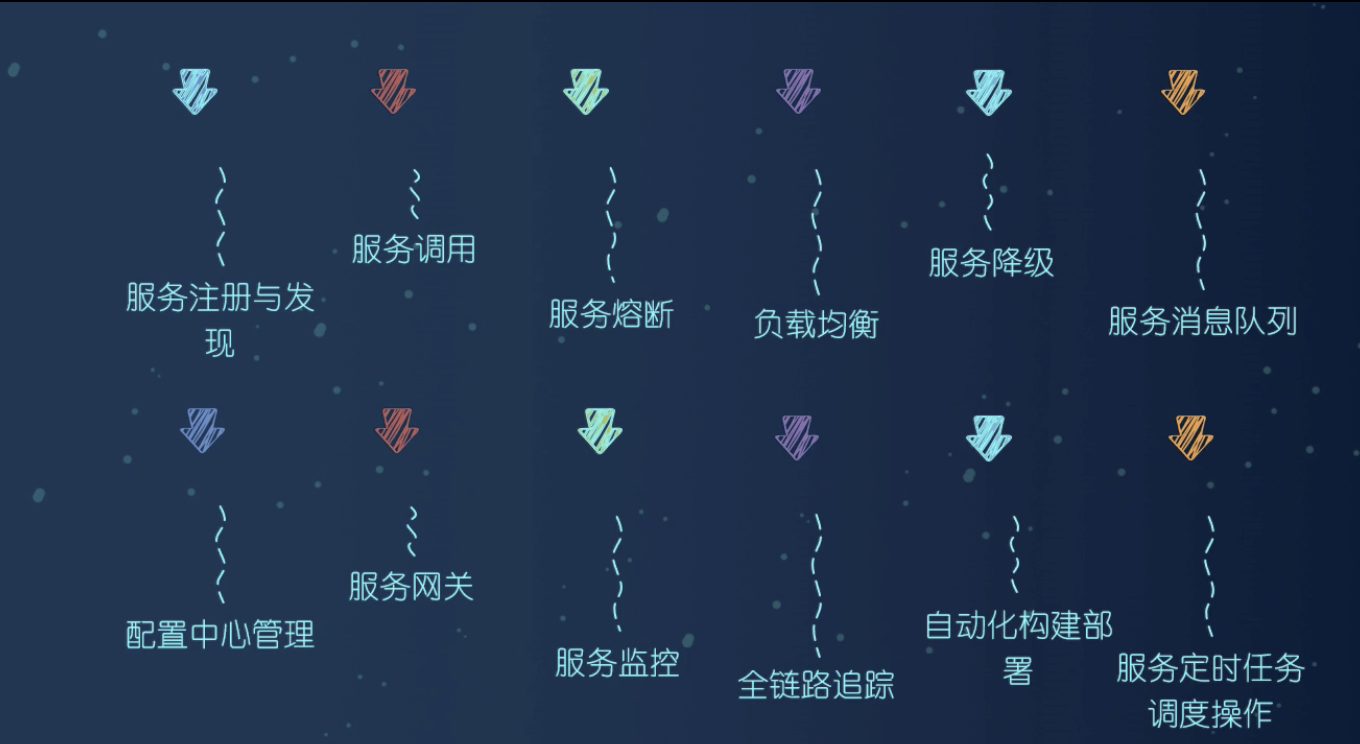 服务注册与发
现
服务调用
服务熔断
负载均衡
服务降级
服务消息队列
配置中心管理
服务网关
服务监控
全链路追踪
自动化构建部
署
服务定时任务
调度操作